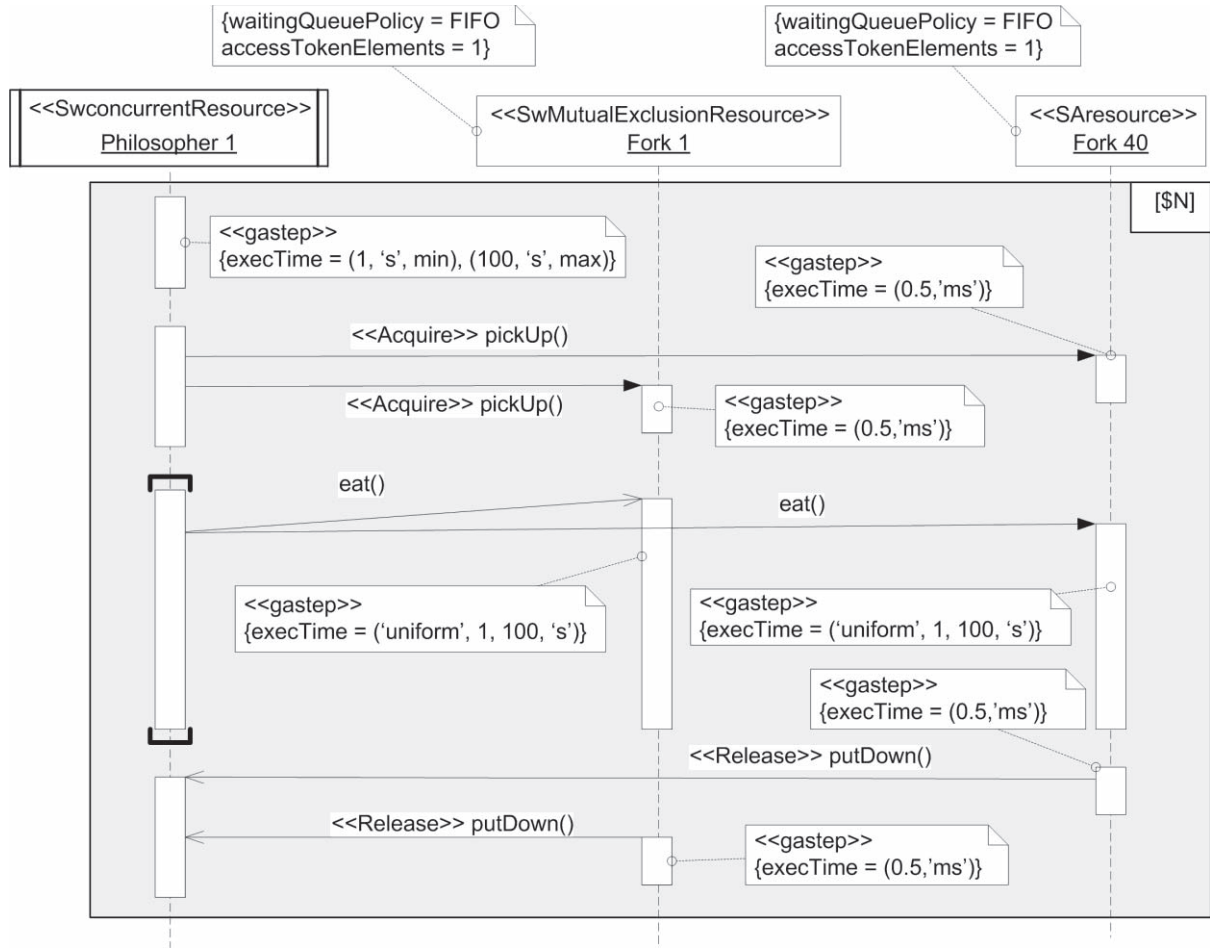 {waitingQueuePolicy = FIFO
accessTokenElements = 1}
{waitingQueuePolicy = FIFO
accessTokenElements = 1}
<<SwconcurrentResource>>
Philosopher 1
<<SwMutualExclusionResource>>
Fork 1
<<SAresource>>
Fork 40
[$N]
<<gastep>>
{execTime = (1, ‘s’, min), (100, ‘s’, max)}
<<gastep>>
{execTime = (0.5,’ms’)}
<<Acquire>> pickUp()
<<Acquire>> pickUp()
<<gastep>>
{execTime = (0.5,’ms’)}
eat()
eat()
<<gastep>>
{execTime = (‘uniform’, 1, 100, ‘s’)}
<<gastep>>
{execTime = (‘uniform’, 1, 100, ‘s’)}
<<gastep>>
{execTime = (0.5,’ms’)}
<<Release>> putDown()
<<Release>> putDown()
<<gastep>>
{execTime = (0.5,’ms’)}